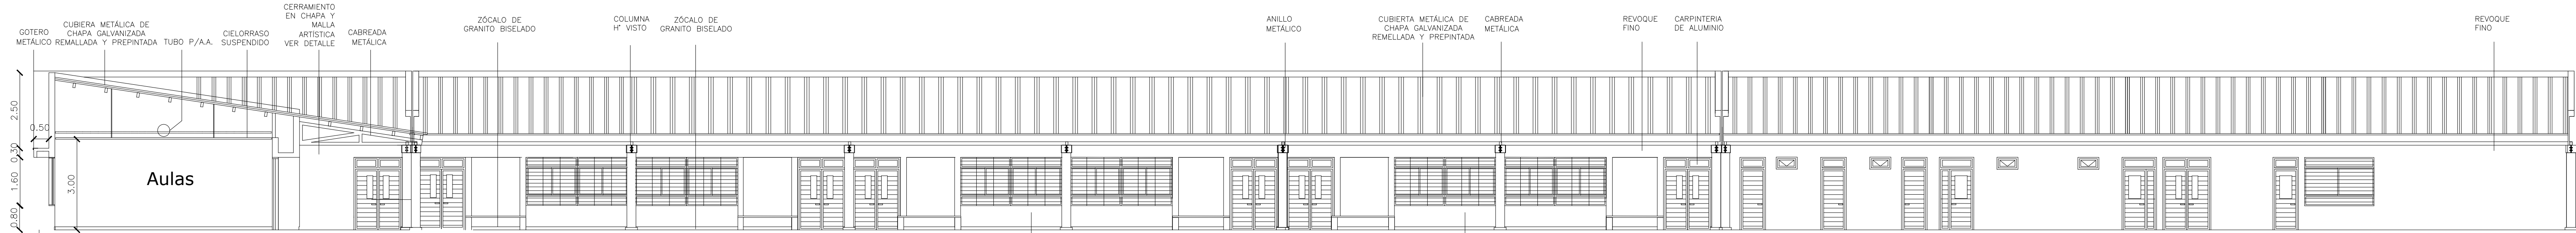 GOTERO
METÁLICO
CUBIERA METÁLICA DE
CHAPA GALVANIZADA
REMALLADA Y PREPINTADA
TUBO P/A.A.
CIELORRASO
SUSPENDIDO
CERRAMIENTO
EN CHAPA Y
MALLA
ARTÍSTICA
VER DETALLE
CABREADA
METÁLICA
ZÓCALO DE
GRANITO BISELADO
COLUMNA
H° VISTO
ZÓCALO DE
GRANITO BISELADO
ANILLO
METÁLICO
CUBIERTA METÁLICA DE
CHAPA GALVANIZADA
REMELLADA Y PREPINTADA
CABREADA
METÁLICA
REVOQUE
FINO
CARPINTERIA
DE ALUMINIO
REVOQUE
FINO
2.50
0.50
0.30
1.60
3.00
0.80
Aulas